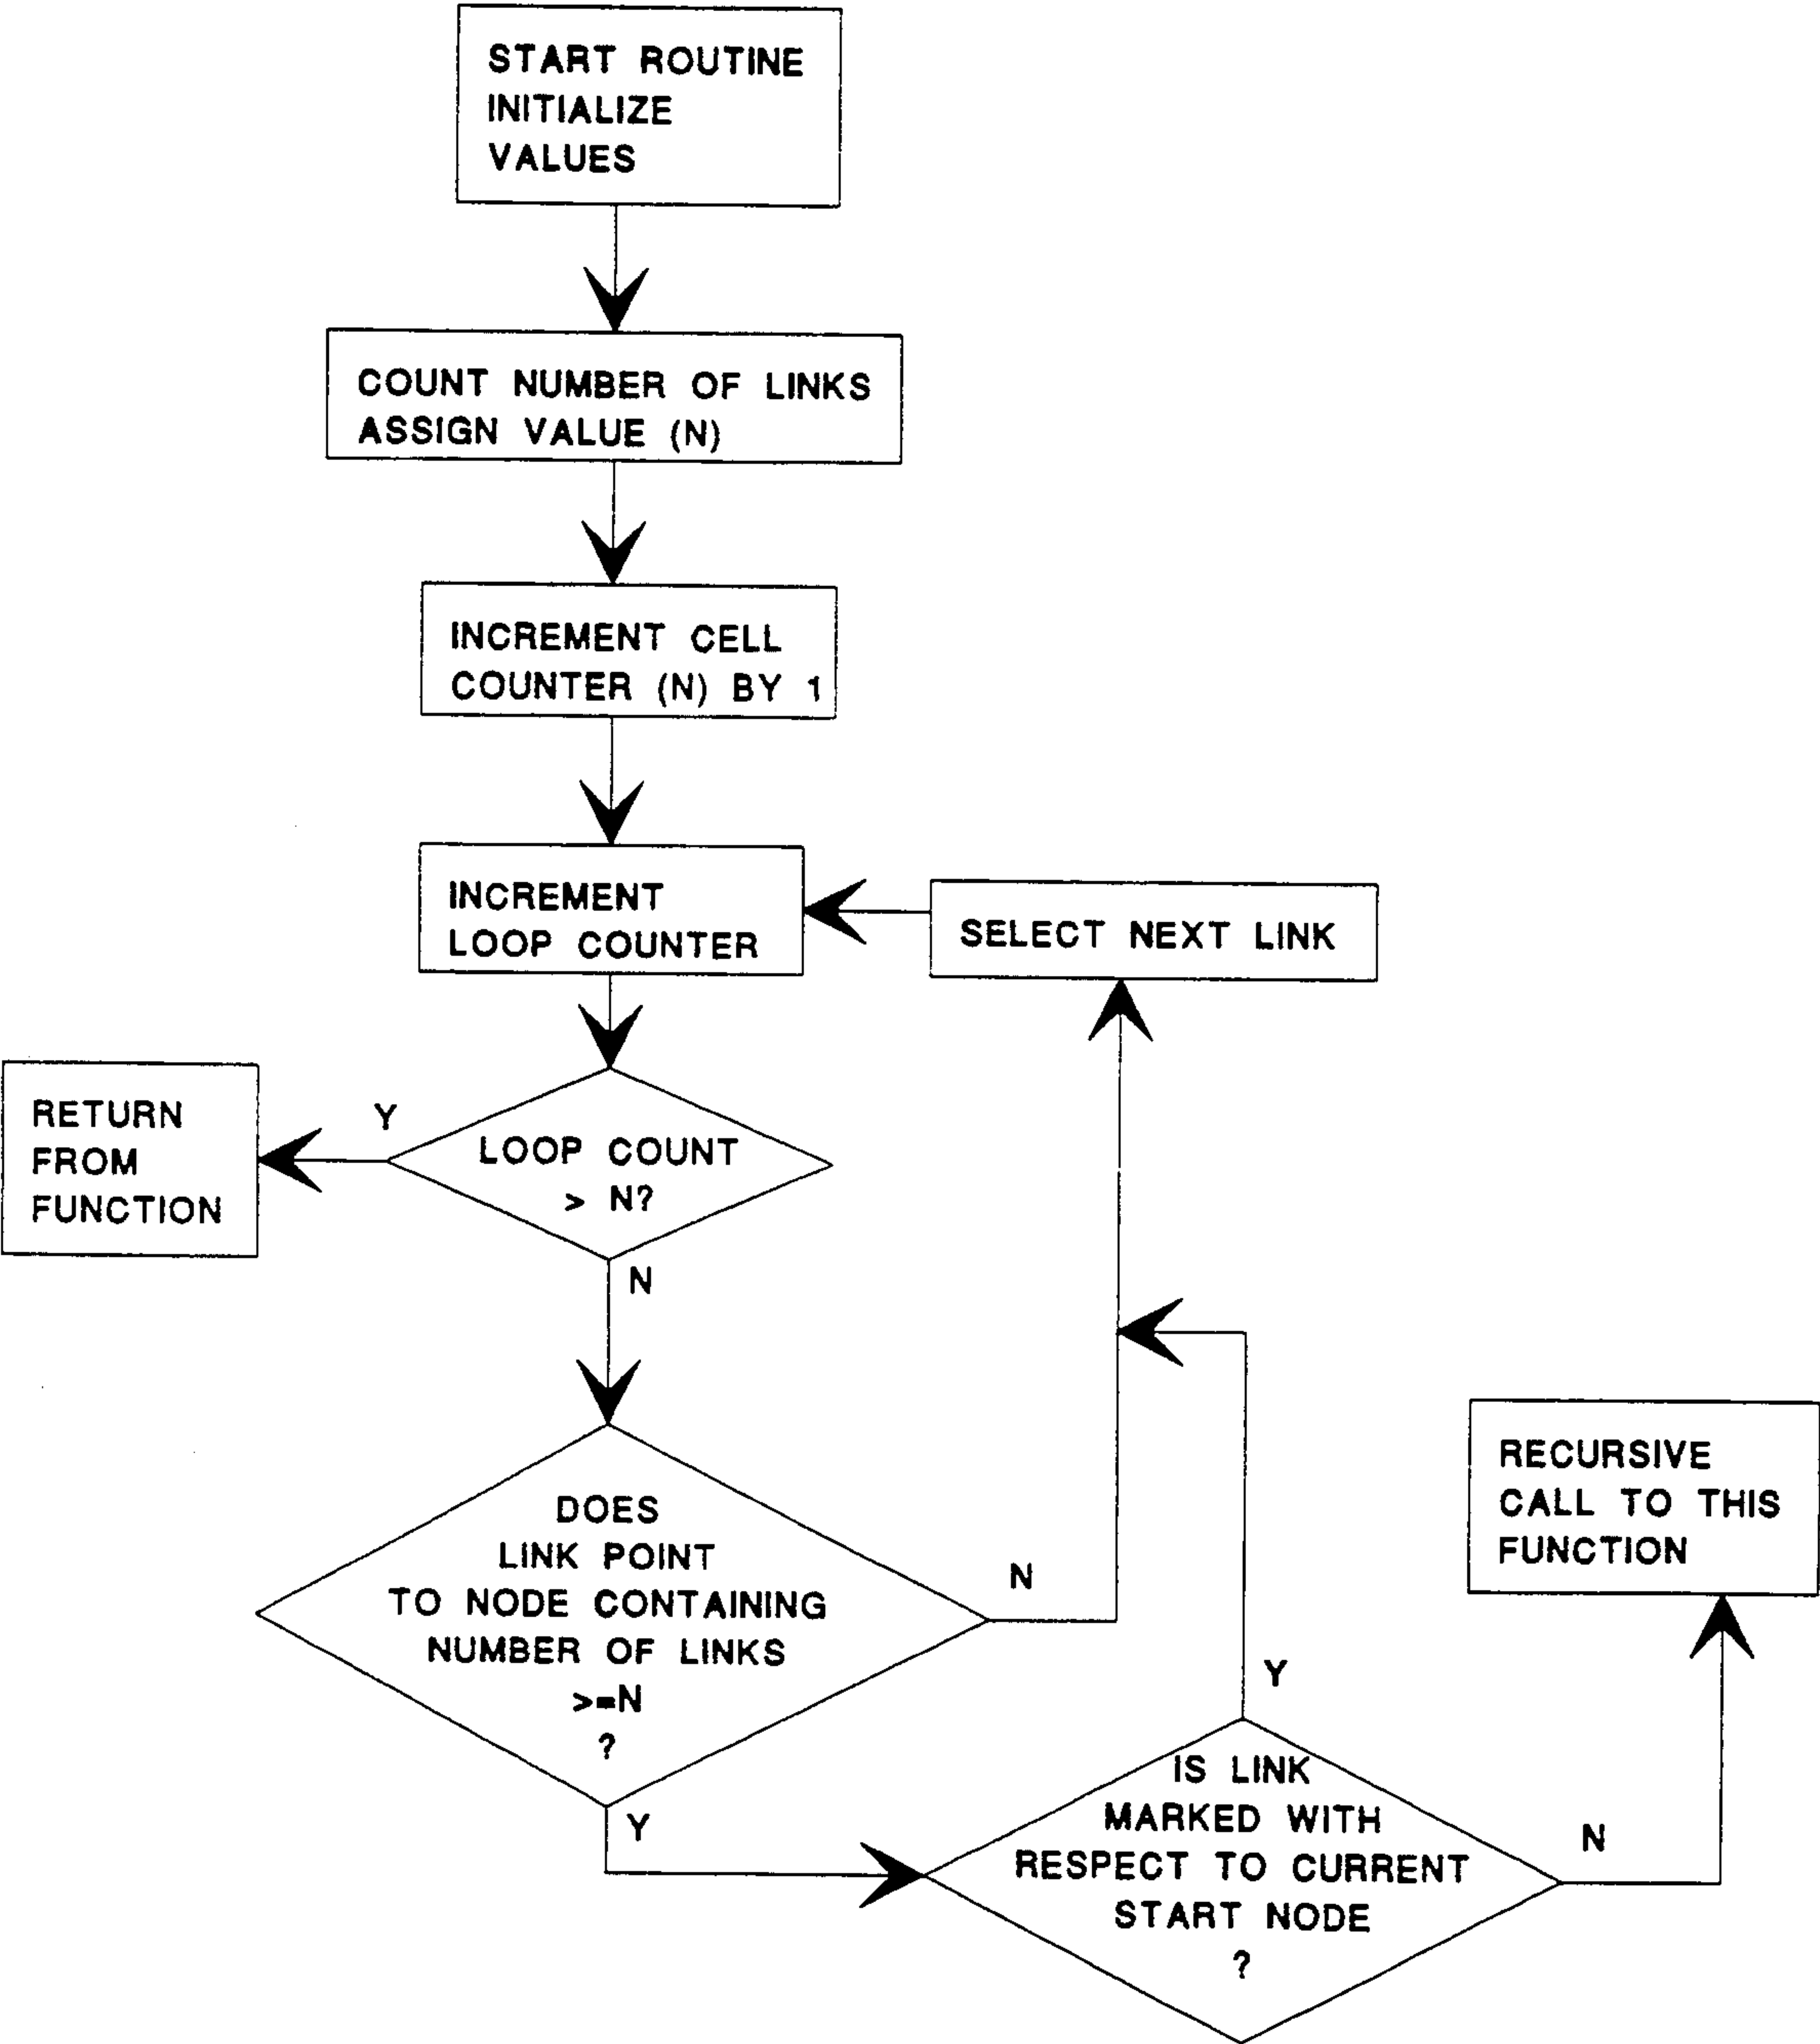 START ROUTINE
INITIALIZE
VALUES
COUNT NUMBER OF LINKS
ASSIGN VALUE (N)
INCREMENT CELL
COUNTER (N) BY 1
INCREMENT
LOOP COUNTER
SELECT NEXT LINK
RETURN
FROM
FUNCTION
Y
LOOP COUNT
> N?
N
DOES
LINK POINT
TO NODE CONTAINING
NUMBER OF LINKS
>=N
?
N
Y
RECURSIVE
CALL TO THIS
FUNCTION
Y
IS LINK
MARKED WITH
RESPECT TO CURRENT
START NODE
?
N